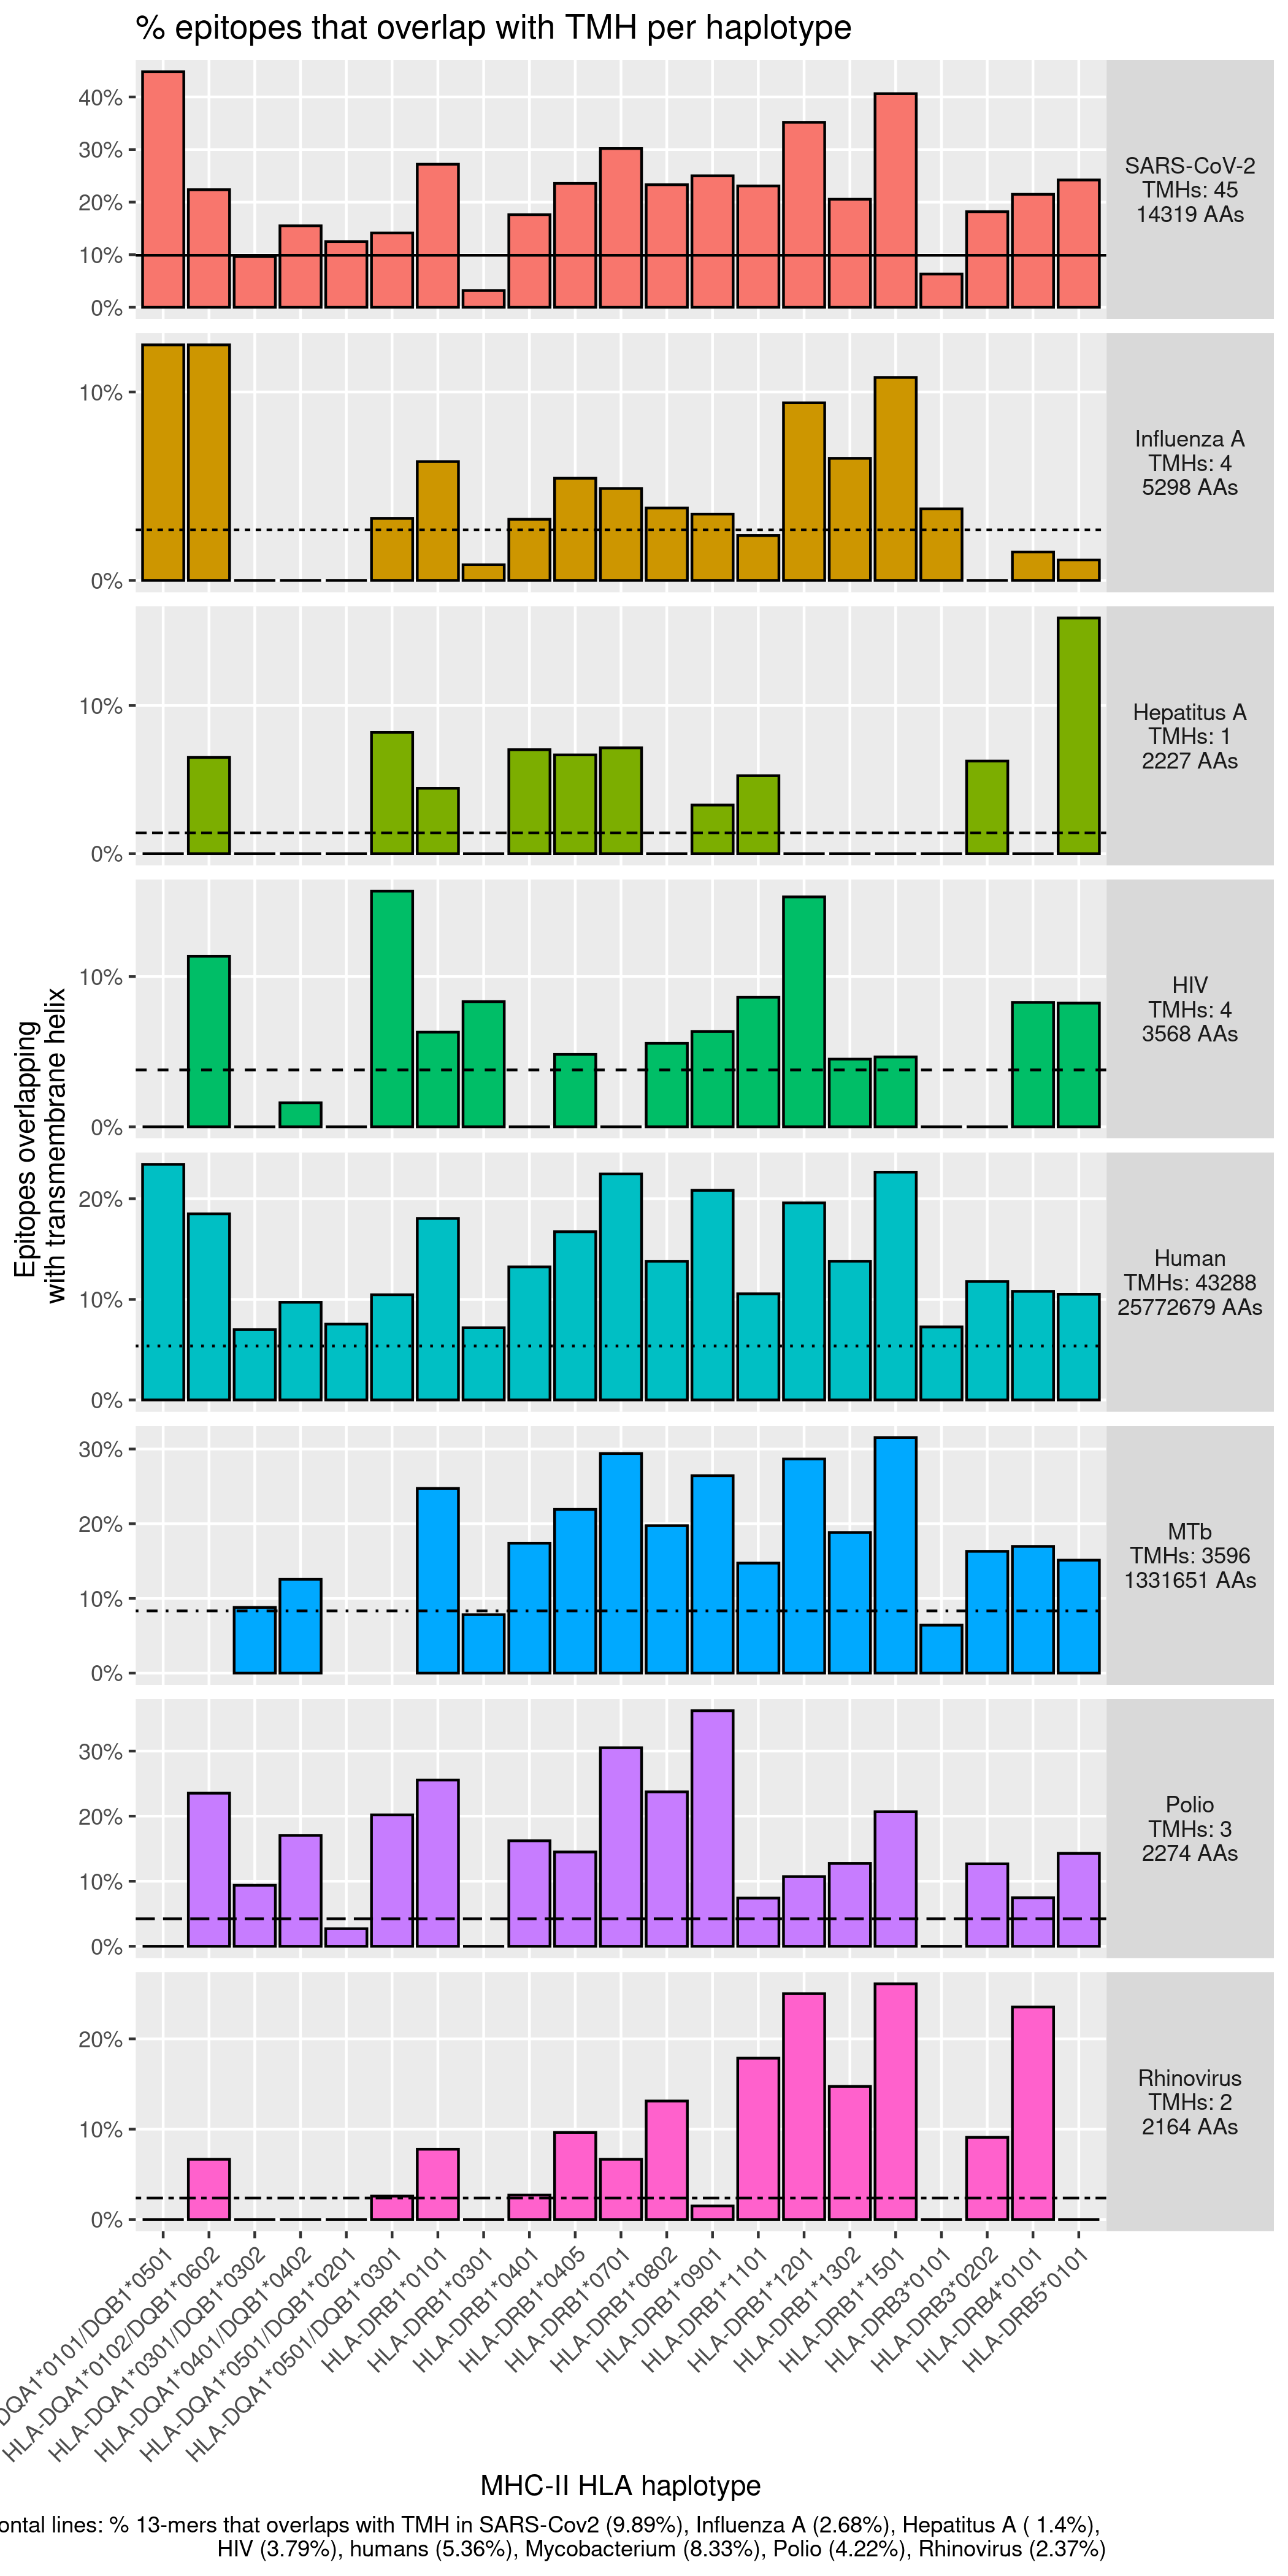 % epitopes that overlap with TMH per haplotype
40%
30%
20%
10%
0%
SARS-CoV-2
TMHs: 45
14319 AAs
10%
0%
Influenza A
TMHs: 4
5298 AAs
10%
0%
Hepatitus A
TMHs: 1
2227 AAs
10%
0%
HIV
TMHs: 4
3568 AAs
Epitopes overlapping
with transmembrane helix
20%
10%
0%
Human
TMHs: 43288
25772679 AAs
30%
20%
10%
0%
MTb
TMHs: 3596
1331651 AAs
30%
20%
10%
0%
Polio
TMHs: 3
2274 AAs
20%
10%
0%
Rhinovirus
TMHs: 2
2164 AAs
DQA1*0101/DQB1*0501
HLA-DQA1*0102/DQB1*0602
HLA-DQA1*0301/DQB1*0302
HLA-DQA1*0401/DQB1*0402
HLA-DQA1*0501/DQB1*0201
HLA-DQA1*0501/DQB1*0301
HLA-DRB1*0101
HLA-DRB1*0301
HLA-DRB1*0401
HLA-DRB1*0405
HLA-DRB1*0701
HLA-DRB1*0802
HLA-DRB1*0901
HLA-DRB1*1101
HLA-DRB1*1201
HLA-DRB1*1302
HLA-DRB1*1501
HLA-DRB3*0101
HLA-DRB3*0202
HLA-DRB4*0101
HLA-DRB5*0101
MHC-II HLA haplotype
ontal lines: % 13-mers that overlaps with TMH in SARS-Cov2 (9.89%), Influenza A (2.68%), Hepatitus A ( 1.4%),
HIV (3.79%), humans (5.36%), Mycobacterium (8.33%), Polio (4.22%), Rhinovirus (2.37%)